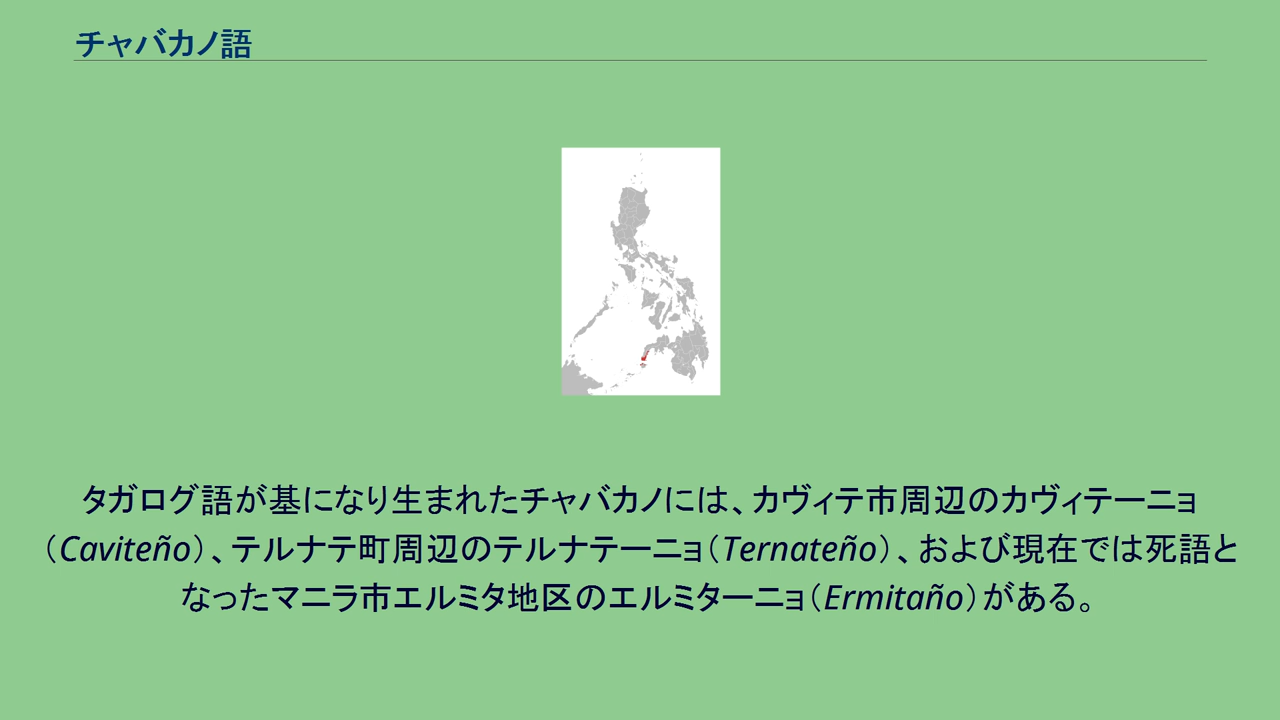 チャバカノ語
タガログ語が基になり生まれたチャバカノには、カヴィテ市周辺のカヴィテーニョ
（Caviteño）、テルナテ町周辺のテルナテーニョ（Ternateño）、および現在では死語と
なったマニラ市エルミタ地区のエルミターニョ（Ermitaño）がある。